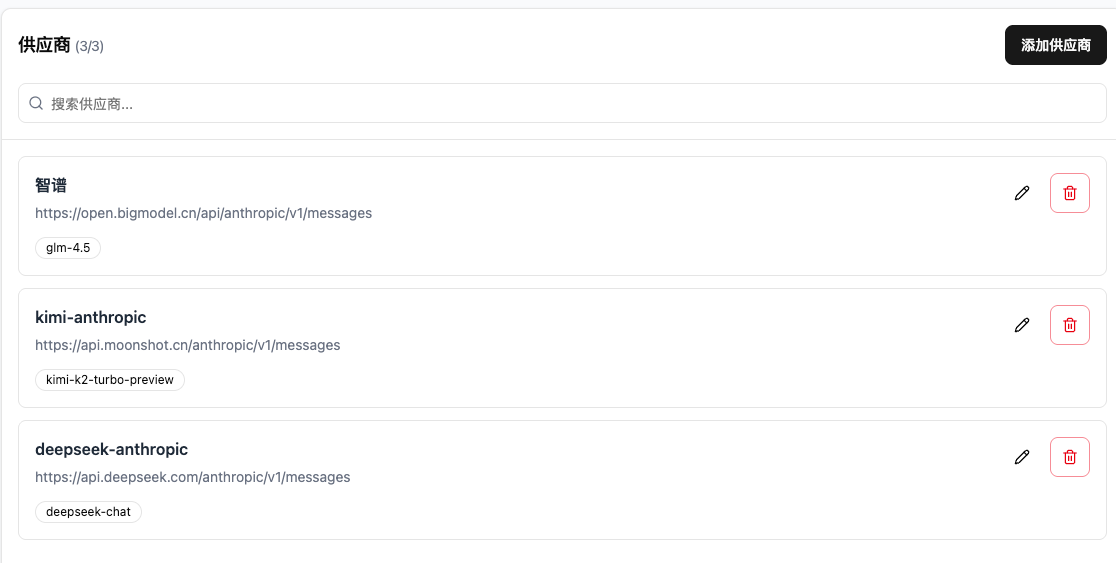 供应商 (3/3)
添加供应商
搜索供应商...
智谱
https://open.bigmodel.cn/api/anthropic/v1/messages
glm-4.5
kimi-anthropic
https://api.moonshot.cn/anthropic/v1/messages
kimi-k2-turbo-preview
deepseek-anthropic
https://api.deepseek.com/anthropic/v1/messages
deepseek-chat